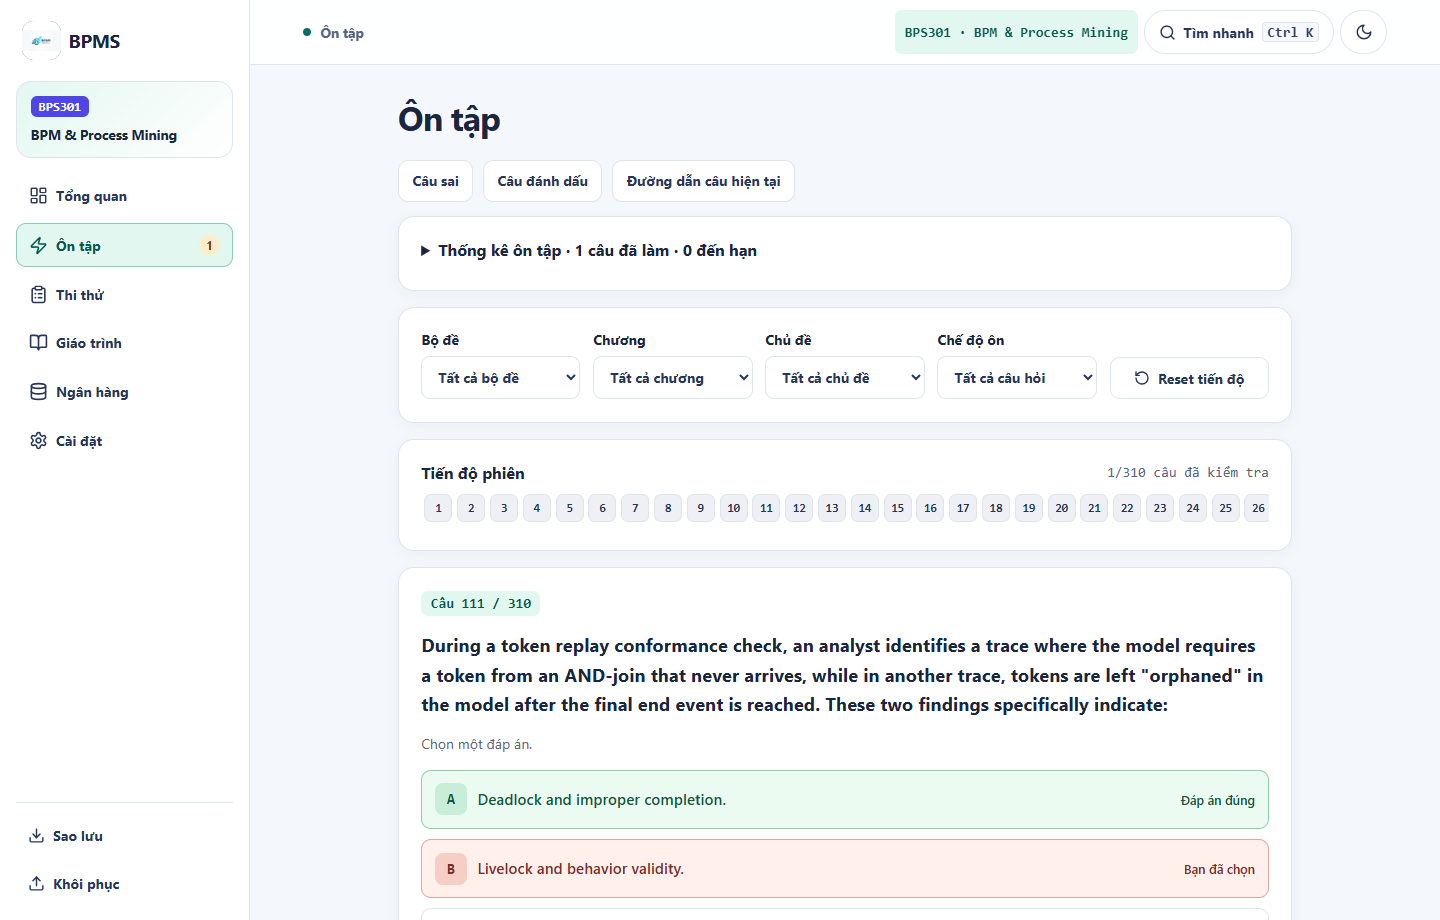 BPMS
BPS301
BPM & Process Mining
Tổng quan
Ôn tập 1
Thi thử
Giáo trình
Ngân hàng
Cài đặt
Sao lưu
Khôi phục
Ôn tập
BPS301 · BPM & Process Mining
Tìm nhanh Ctrl K
Ôn tập
Câu sai
Câu đánh dấu
Đường dẫn câu hiện tại
Thống kê ôn tập · 1 câu đã làm · 0 đến hạn
Bộ đề
Chương
Chủ đề
Chế độ ôn
Tất cả bộ đề
Tất cả chương
Tất cả chủ đề
Tất cả câu hỏi
Reset tiến độ
Tiến độ phiên
1/310 câu đã kiểm tra
1 2 3 4 5 6 7 8 9 10 11 12 13 14 15 16 17 18 19 20 21 22 23 24 25 26
Câu 111 / 310
During a token replay conformance check, an analyst identifies a trace where the model requires
a token from an AND-join that never arrives, while in another trace, tokens are left "orphaned" in
the model after the final end event is reached. These two findings specifically indicate:
Chọn một đáp án.
A Deadlock and improper completion. Đáp án đúng
B Livelock and behavior validity. Bạn đã chọn